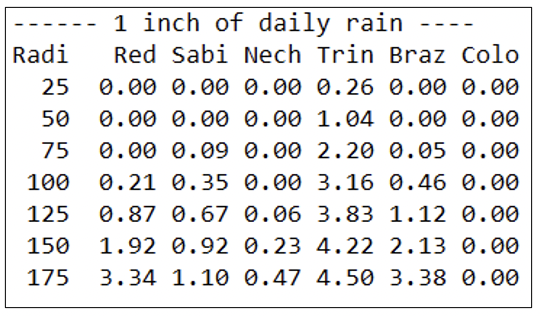 ------ 1 inch of daily rain ----
Radi Red Sabi Nech Trin Braz Colo
25 0.00 0.00 0.00 0.26 0.00 0.00
50 0.00 0.00 0.00 1.04 0.00 0.00
75 0.00 0.09 0.00 2.20 0.05 0.00
100 0.21 0.35 0.00 3.16 0.46 0.00
125 0.87 0.67 0.06 3.83 1.12 0.00
150 1.92 0.92 0.23 4.22 2.13 0.00
175 3.34 1.10 0.47 4.50 3.38 0.00